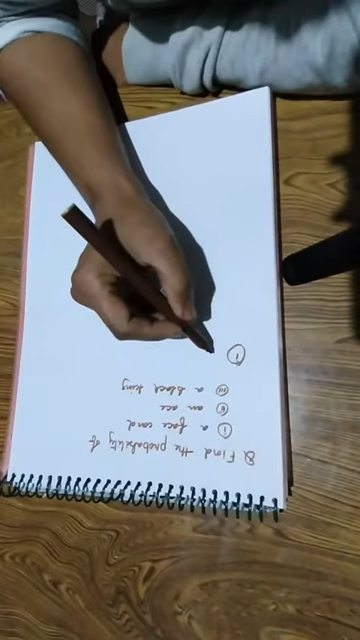 Q Find the probability of
(i) a face card
(ii) an ace
(iii) a black king
(i)